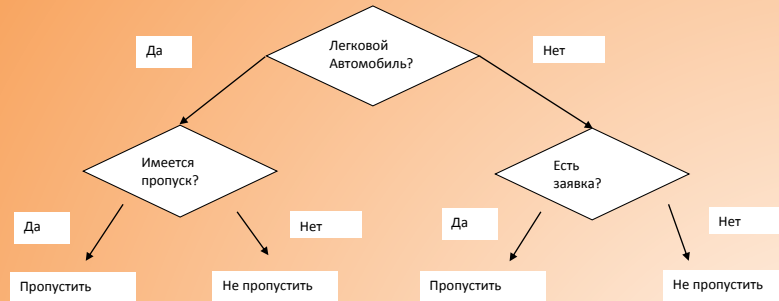 Да
Легковой
Автомобиль?
Нет
Имеется
пропуск?
Есть
заявка?
Да
Нет
Да
Нет
Пропустить
Не пропустить
Пропустить
Не пропустить